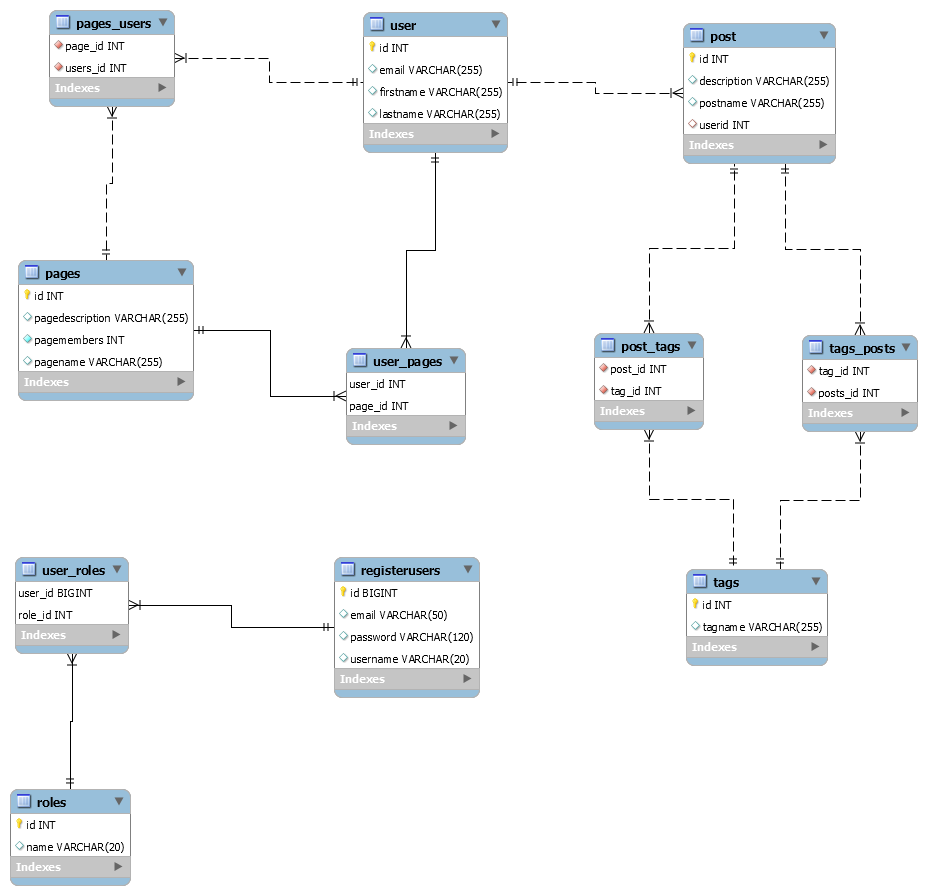 pages_users
page_id INT
users_id INT
Indexes
user
id INT
email VARCHAR(255)
firstname VARCHAR(255)
lastname VARCHAR(255)
Indexes
post
id INT
description VARCHAR(255)
postname VARCHAR(255)
userid INT
Indexes
pages
id INT
pagedescription VARCHAR(255)
pagemembers INT
pagename VARCHAR(255)
Indexes
user_pages
user_id INT
page_id INT
Indexes
post_tags
post_id INT
tag_id INT
Indexes
tags_posts
tag_id INT
posts_id INT
Indexes
user_roles
user_id BIGINT
role_id INT
Indexes
registerusers
id BIGINT
email VARCHAR(50)
password VARCHAR(120)
username VARCHAR(20)
Indexes
tags
id INT
tagname VARCHAR(255)
Indexes
roles
id INT
name VARCHAR(20)
Indexes